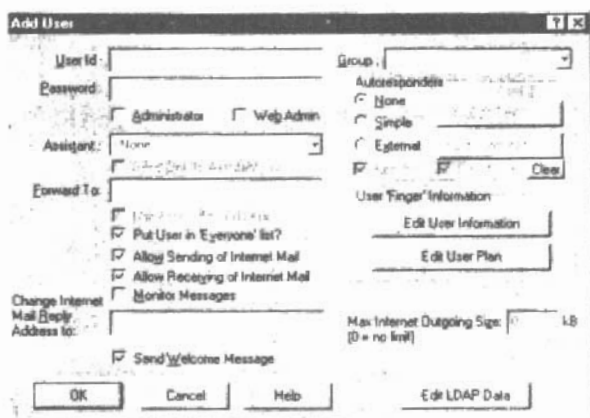 Add User
User Id:
Group:
Password:
Autoresponders
None
Administrator
Web Admin
Simple
Assistant:
None
External
Clear
Forward To:
User 'Finger' Information
Put User in 'Everyone' list?
Edit User Information
Allow Sending of Internet Mail
Allow Receiving of Internet Mail
Edit User Plan
Monitor Messages
Change Internet
Mail Reply
Address to:
Max Internet Outgoing Size:
kB
(0 = no limit)
Send Welcome Message
OK
Cancel
Help
Edit LDAP Data